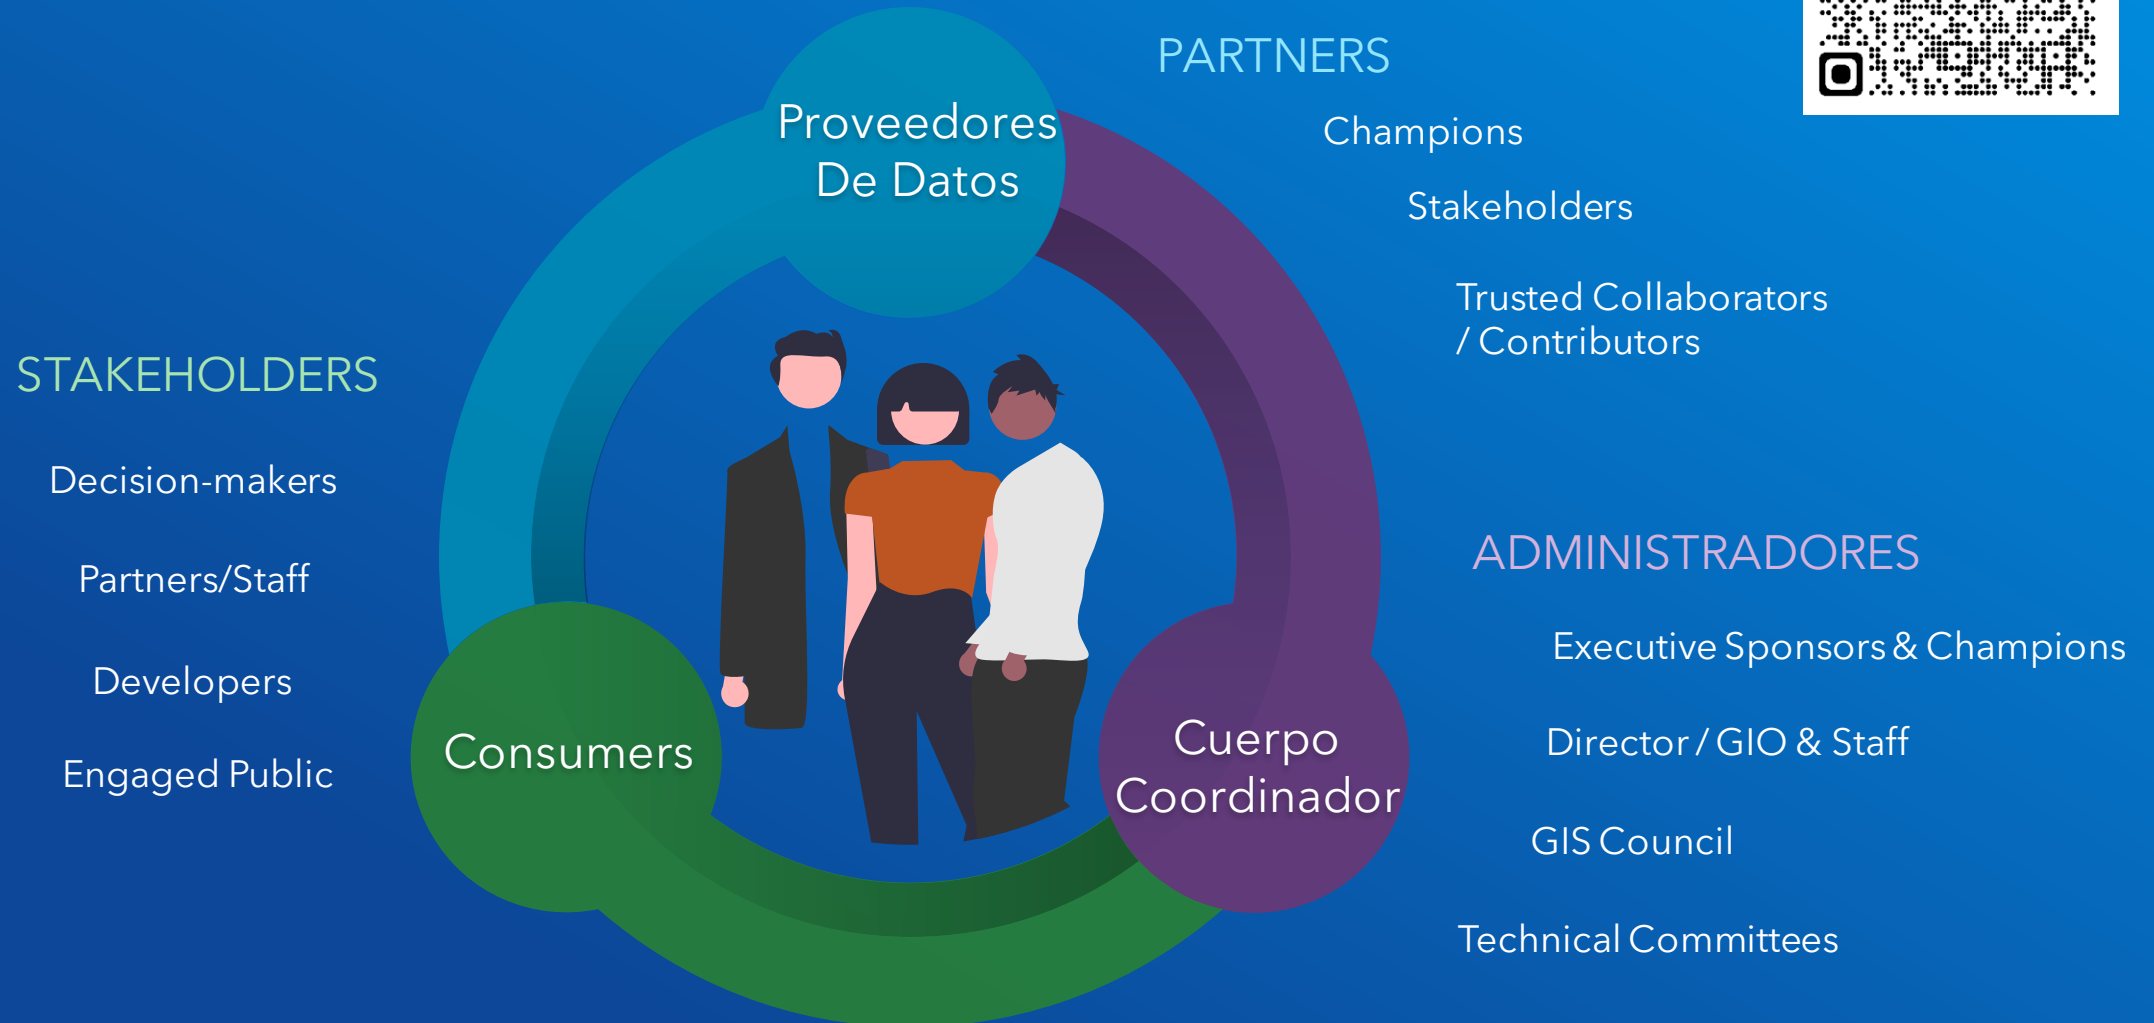 Proveedores
De Datos
PARTNERS
Champions
Stakeholders
Trusted Collaborators
/ Contributors
STAKEHOLDERS
Decision-makers
Partners/Staff
Developers
Engaged Public
Consumers
Cuerpo
Coordinador
ADMINISTRADORES
Executive Sponsors & Champions
Director / GIO & Staff
GIS Council
Technical Committees